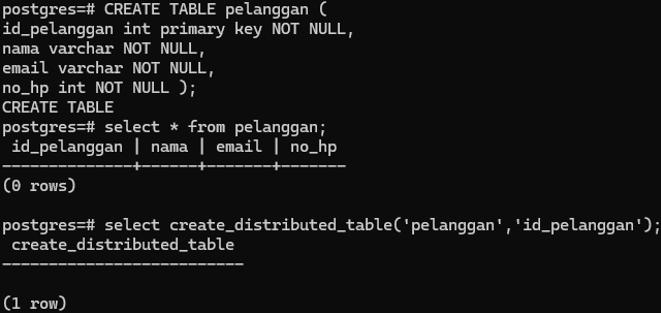 postgres=# CREATE TABLE pelanggan (
id_pelanggan int primary key NOT NULL,
nama varchar NOT NULL,
email varchar NOT NULL,
no_hp int NOT NULL );
CREATE TABLE
postgres=# select * from pelanggan;
 id_pelanggan | nama | email | no_hp
--------------+------+-------+-------
(0 rows)

postgres=# select create_distributed_table('pelanggan','id_pelanggan');
 create_distributed_table
--------------------------

(1 row)